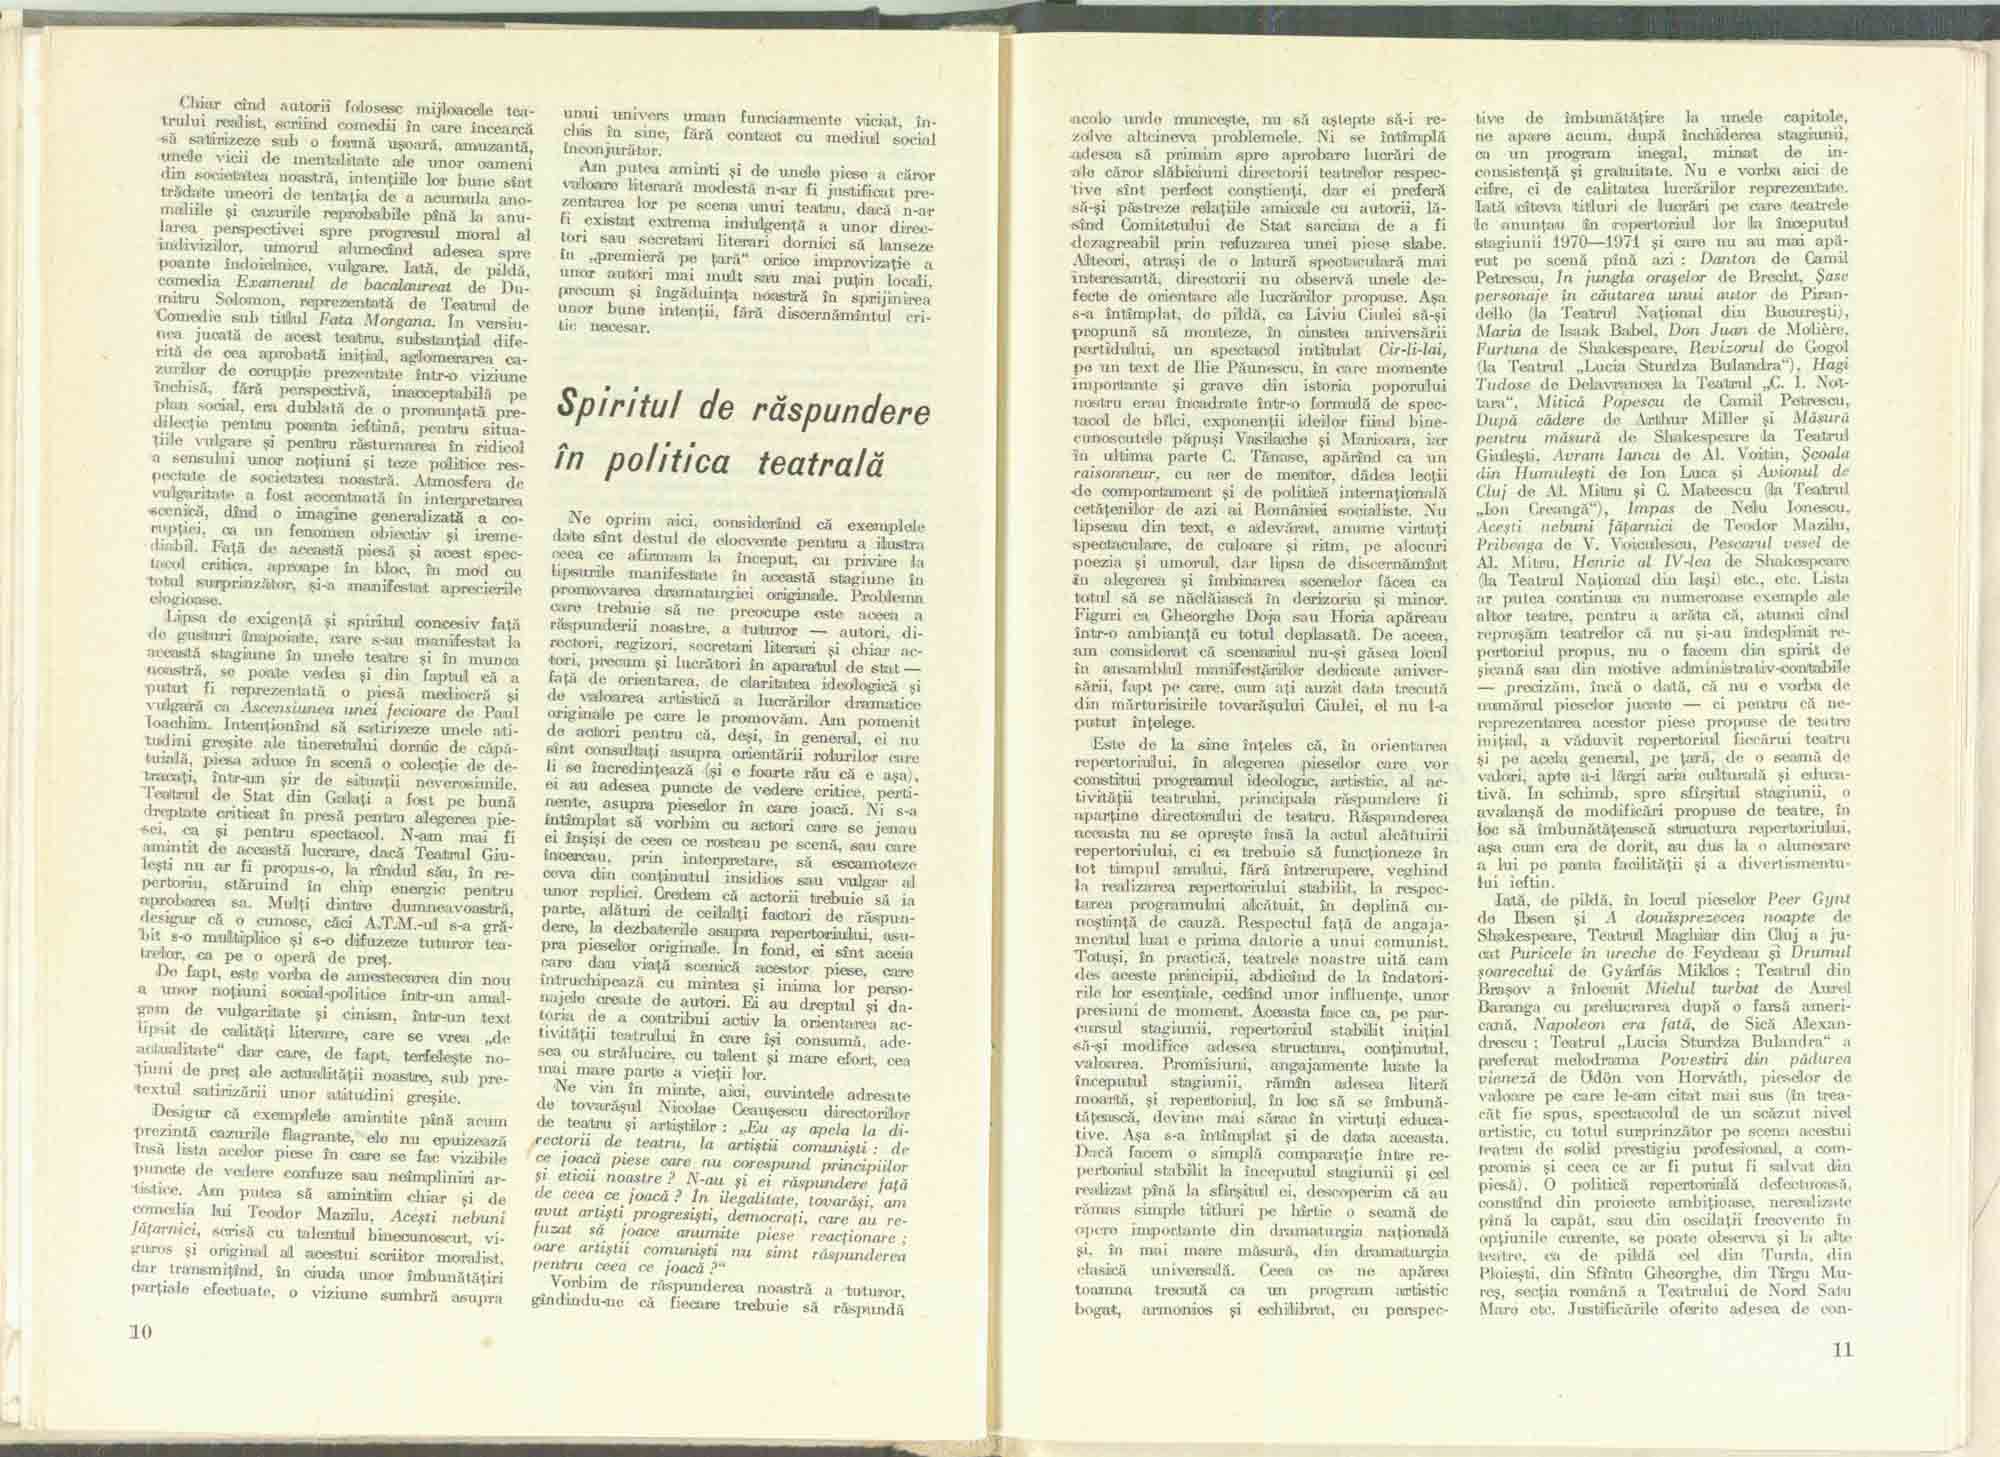 Chiar cînd autorii folosesc mijloacele tea-
trului realist, scriind comedii în care încearcă
să satirizeze sub o formă ușoară, amuzantă,
unele vicii de mentalitate ale unor oameni
din societatea noastră, intențiile lor bune sînt
trădate uneori de tentația de a acumula ano-
maliile și cazurile reprobabile pînă la anu-
larea perspectivei spre progresul moral al
indivizilor, umorul alunecînd adesea spre
poante îndoielnice, vulgare. Iată, de pildă,
comedia Examenul de bacalaureat de Du-
mitru Solomon, reprezentată de Teatrul de
Comedie sub titlul Fata Morgana. În versiu-
nea jucată de acest teatru, substanțial dife-
rită de cea aprobată inițial, aglomerarea ca-
zurilor de corupție prezentate într-o viziune
închisă, fără perspectivă, inacceptabilă pe
plan social, era dublată de o pronunțată pre-
dilecție pentru poanta ieftină, pentru situa-
țiile vulgare și pentru răsturnarea în ridicol
a sensului unor noțiuni și teze politice res-
pectate de societatea noastră. Atmosfera de
vulgaritate a fost accentuată în interpretarea
scenică, dînd o imagine generalizată a co-
rupției, ca un fenomen obiectiv și ireme-
diabil. Față de această piesă și acest spec-
tacol critica, aproape în bloc, în mod cu
totul surprinzător, și-a manifestat aprecierile
elogioase.
Lipsa de exigență și spiritul concesiv față
de gusturi înapoiate, care s-au manifestat la
această stagiune în unele teatre și în munca
noastră, se poate vedea și din faptul că a
putut fi reprezentată o piesă mediocră și
vulgară ca Ascensiunea unei fecioare de Paul
Ioachim. Intenționînd să satirizeze unele ati-
tudini greșite ale tineretului dornic de căpă-
tuială, piesa aduce în scenă o colecție de de-
tracați, într-un șir de situații neverosimile.
Teatrul de Stat din Galați a fost pe bună
dreptate criticat în presă pentru alegerea pie-
sei, ca și pentru spectacol. N-am mai fi
amintit de această lucrare, dacă Teatrul Giu-
lești nu ar fi propus-o, la rîndul său, în re-
pertoriu, stăruind în chip energic pentru
aprobarea sa. Mulți dintre dumneavoastră,
desigur că o cunosc, căci A.T.M.-ul s-a gră-
bit s-o multiplice și s-o difuzeze tuturor tea-
trelor, ca pe o operă de preț.
De fapt, este vorba de amestecarea din nou
a unor noțiuni social-politice într-un amal-
gam de vulgaritate și cinism, într-un text
lipsit de calități literare, care se vrea „de
actualitate“ dar care, de fapt, terfelește no-
țiuni de preț ale actualității noastre, sub pre-
textul satirizării unor atitudini greșite.
Desigur că exemplele amintite pînă acum
prezintă cazurile flagrante, ele nu epuizează
însă lista acelor piese în care se fac vizibile
puncte de vedere confuze sau neîmpliniri ar-
tistice. Am putea să amintim chiar și de
comedia lui Teodor Mazilu, Acești nebuni
fățarnici, scrisă cu talentul binecunoscut, vi-
guros și original al acestui scriitor moralist,
dar transmițînd, în ciuda unor îmbunătățiri
parțiale efectuate, o viziune sumbră asupra
10
unui univers uman funciarmente viciat, în-
chis în sine, fără contact cu mediul social
înconjurător.
Am putea aminti și de unele piese a căror
valoare literară modestă n-ar fi justificat pre-
zentarea lor pe scena unui teatru, dacă n-ar
fi existat extrema indulgență a unor direc-
tori sau secretari literari dornici să lanseze
în „premieră pe țară“ orice improvizație a
unor autori mai mult sau mai puțin locali,
precum și îngăduința noastră în sprijinirea
unor bune intenții, fără discernămîntul cri-
tic necesar.
Spiritul de răspundere
în politica teatrală
Ne oprim aici, considerînd că exemplele
date sînt destul de elocvente pentru a ilustra
ceea ce afirmam la început, cu privire la
lipsurile manifestate în această stagiune în
promovarea dramaturgiei originale. Problema
care trebuie să ne preocupe este aceea a
răspunderii noastre, a tuturor — autori, di-
rectori, regizori, secretari literari și chiar ac-
tori, precum și lucrători în aparatul de stat —
față de orientarea, de claritatea ideologică și
de valoarea artistică a lucrărilor dramatice
originale pe care le promovăm. Am pomenit
de actori pentru că, deși, în general, ei nu
sînt consultați asupra orientării rolurilor care
li se încredințează (și e foarte rău că e așa),
ei au adesea puncte de vedere critice, perti-
nente, asupra pieselor în care joacă. Ni s-a
întîmplat să vorbim cu actori care se jenau
ei înșiși de ceea ce rosteau pe scenă, sau care
încercau, prin interpretare, să escamoteze
ceva din conținutul insidios sau vulgar al
unor replici. Credem că actorii trebuie să ia
parte, alături de ceilalți factori de răspun-
dere, la dezbaterile asupra repertoriului, asu-
pra pieselor originale. În fond, ei sînt aceia
care dau viață scenică acestor piese, care
întruchipează cu mintea și inima lor perso-
najele create de autori. Ei au dreptul și da-
toria de a contribui activ la orientarea ac-
tivității teatrului în care își consumă, ade-
sea cu strălucire, cu talent și mare efort, cea
mai mare parte a vieții lor.
Ne vin în minte, aici, cuvintele adresate
de tovarășul Nicolae Ceaușescu directorilor
de teatru și artiștilor : „Eu aș apela la di-
rectorii de teatru, la artiștii comuniști : de
ce joacă piese care nu corespund principiilor
și eticii noastre ? N-au și ei răspundere față
de ceea ce joacă ? În ilegalitate, tovarăși, am
avut artiști progresiști, democrați, care au re-
fuzat să joace anumite piese reacționare ;
oare artiștii comuniști nu simt răspunderea
pentru ceea ce joacă ?“
Vorbim de răspunderea noastră a tuturor,
gîndindu-ne că fiecare trebuie să răspundă
acolo unde muncește, nu să aștepte să-i re-
zolve altcineva problemele. Ni se întîmplă
adesea să primim spre aprobare lucrări de
ale căror slăbiciuni directorii teatrelor respec-
tive sînt perfect conștienți, dar ei preferă
să-și păstreze relațiile amicale cu autorii, lă-
sînd Comitetului de Stat sarcina de a fi
dezagreabil prin refuzarea unei piese slabe.
Alteori, atrași de o latură spectaculară mai
interesantă, directorii nu observă unele de-
fecte de orientare ale lucrărilor propuse. Așa
s-a întîmplat, de pildă, ca Liviu Ciulei să-și
propună să monteze, în cinstea aniversării
partidului, un spectacol intitulat Cir-li-lai,
pe un text de Ilie Păunescu, în care momente
importante și grave din istoria poporului
nostru erau încadrate într-o formulă de spec-
tacol de bîlci, exponenții ideilor fiind bine-
cunoscutele păpuși Vasilache și Marioara, iar
în ultima parte C. Tănase, apărînd ca un
raisonneur, cu aer de mentor, dădea lecții
de comportament și de politică internațională
cetățenilor de azi ai României socialiste. Nu
lipseau din text, e adevărat, anume virtuți
spectaculare, de culoare și ritm, pe alocuri
poezia și umorul, dar lipsa de discernămînt
în alegerea și îmbinarea scenelor făcea ca
totul să se năclăiască în derizoriu și minor.
Figuri ca Gheorghe Doja sau Horia apăreau
într-o ambianță cu totul deplasată. De aceea,
am considerat că scenariul nu-și găsea locul
în ansamblul manifestărilor dedicate aniver-
sării, fapt pe care, cum ați auzit data trecută
din mărturisirile tovarășului Ciulei, el nu l-a
putut înțelege.
Este de la sine înțeles că, în orientarea
repertoriului, în alegerea pieselor care vor
constitui programul ideologic, artistic, al ac-
tivității teatrului, principala răspundere îi
aparține directorului de teatru. Răspunderea
aceasta nu se oprește însă la actul alcătuirii
repertoriului, ci ea trebuie să funcționeze în
tot timpul anului, fără întrerupere, veghind
la realizarea repertoriului stabilit, la respec-
tarea programului alcătuit, în deplină cu-
noștință de cauză. Respectul față de angaja-
mentul luat e prima datorie a unui comunist.
Totuși, în practică, teatrele noastre uită cam
des aceste principii, abdicînd de la îndatori-
rile lor esențiale, cedînd unor influențe, unor
presiuni de moment. Aceasta face ca, pe par-
cursul stagiunii, repertoriul stabilit inițial
să-și modifice adesea structura, conținutul,
valoarea. Promisiuni, angajamente luate la
începutul stagiunii, rămîn adesea literă
moartă, și repertoriul, în loc să se îmbună-
tățească, devine mai sărac în virtuți educa-
tive. Așa s-a întîmplat și de data aceasta.
Dacă facem o simplă comparație între re-
pertoriul stabilit la începutul stagiunii și cel
realizat pînă la sfîrșitul ei, descoperim că au
rămas simple titluri pe hîrtie o seamă de
opere importante din dramaturgia națională
și, în mai mare măsură, din dramaturgia
clasică universală. Ceea ce ne apărea
toamna trecută ca un program artistic
bogat, armonios și echilibrat, cu perspec-
tive de îmbunătățire la unele capitole,
ne apare acum, după închiderea stagiunii,
ca un program inegal, minat de in-
consistență și gratuitate. Nu e vorba aici de
cifre, ci de calitatea lucrărilor reprezentate.
Iată cîteva titluri de lucrări pe care teatrele
le anunțau în repertoriul lor la începutul
stagiunii 1970—1971 și care nu au mai apă-
rut pe scenă pînă azi : Danton de Camil
Petrescu, În jungla orașelor de Brecht, Șase
personaje în căutarea unui autor de Piran-
dello (la Teatrul Național din București),
Maria de Isaak Babel, Don Juan de Molière,
Furtuna de Shakespeare, Revizorul de Gogol
(la Teatrul „Lucia Sturdza Bulandra“), Hagi
Tudose de Delavrancea la Teatrul „C. I. Not-
tara“, Mitică Popescu de Camil Petrescu,
După cădere de Arthur Miller și Măsură
pentru măsură de Shakespeare la Teatrul
Giulești, Avram Iancu de Al. Voitin, Școala
din Humulești de Ion Luca și Avionul de
Cluj de Al. Mitru și C. Mateescu (la Teatrul
„Ion Creangă“), Impas de Nelu Ionescu,
Acești nebuni fățarnici de Teodor Mazilu,
Pribeaga de V. Voiculescu, Pescarul vesel de
Al. Mitru, Henric al IV-lea de Shakespeare
(la Teatrul Național din Iași) etc., etc. Lista
ar putea continua cu numeroase exemple ale
altor teatre, pentru a arăta că, atunci cînd
reproșăm teatrelor că nu și-au îndeplinit re-
pertoriul propus, nu o facem din spirit de
șicană sau din motive administrativ-contabile
— precizăm, încă o dată, că nu e vorba de
numărul pieselor jucate — ci pentru că ne-
reprezentarea acestor piese propuse de teatre
inițial, a văduvit repertoriul fiecărui teatru
și pe acela general, pe țară, de o seamă de
valori, apte a-i lărgi aria culturală și educa-
tivă. În schimb, spre sfîrșitul stagiunii, o
avalanșă de modificări propuse de teatre, în
loc să îmbunătățească structura repertoriului,
așa cum era de dorit, au dus la o alunecare
a lui pe panta facilității și a divertismentu-
lui ieftin.
Iată, de pildă, în locul pieselor Peer Gynt
de Ibsen și A douăsprezecea noapte de
Shakespeare, Teatrul Maghiar din Cluj a ju-
cat Puricele în ureche de Feydeau și Drumul
șoarecelui de Gyárfás Miklos ; Teatrul din
Brașov a înlocuit Mielul turbat de Aurel
Baranga cu prelucrarea după o farsă ameri-
cană, Napoleon era fată, de Sică Alexan-
drescu ; Teatrul „Lucia Sturdza Bulandra“ a
preferat melodrama Povestiri din pădurea
vieneză de Ödön von Horváth, pieselor de
valoare pe care le-am citat mai sus (în trea-
căt fie spus, spectacolul de un scăzut nivel
artistic, cu totul surprinzător pe scena acestui
teatru de solid prestigiu profesional, a com-
promis și ceea ce ar fi putut fi salvat din
piesă). O politică repertorială defectuoasă,
constînd din proiecte ambițioase, nerealizate
pînă la capăt, sau din oscilații frecvente în
opțiunile curente, se poate observa și la alte
teatre, ca de pildă cel din Turda, din
Ploiești, din Sfîntu Gheorghe, din Tîrgu Mu-
reș, secția română a Teatrului de Nord Satu
Mare etc. Justificările oferite adesea de con-
11